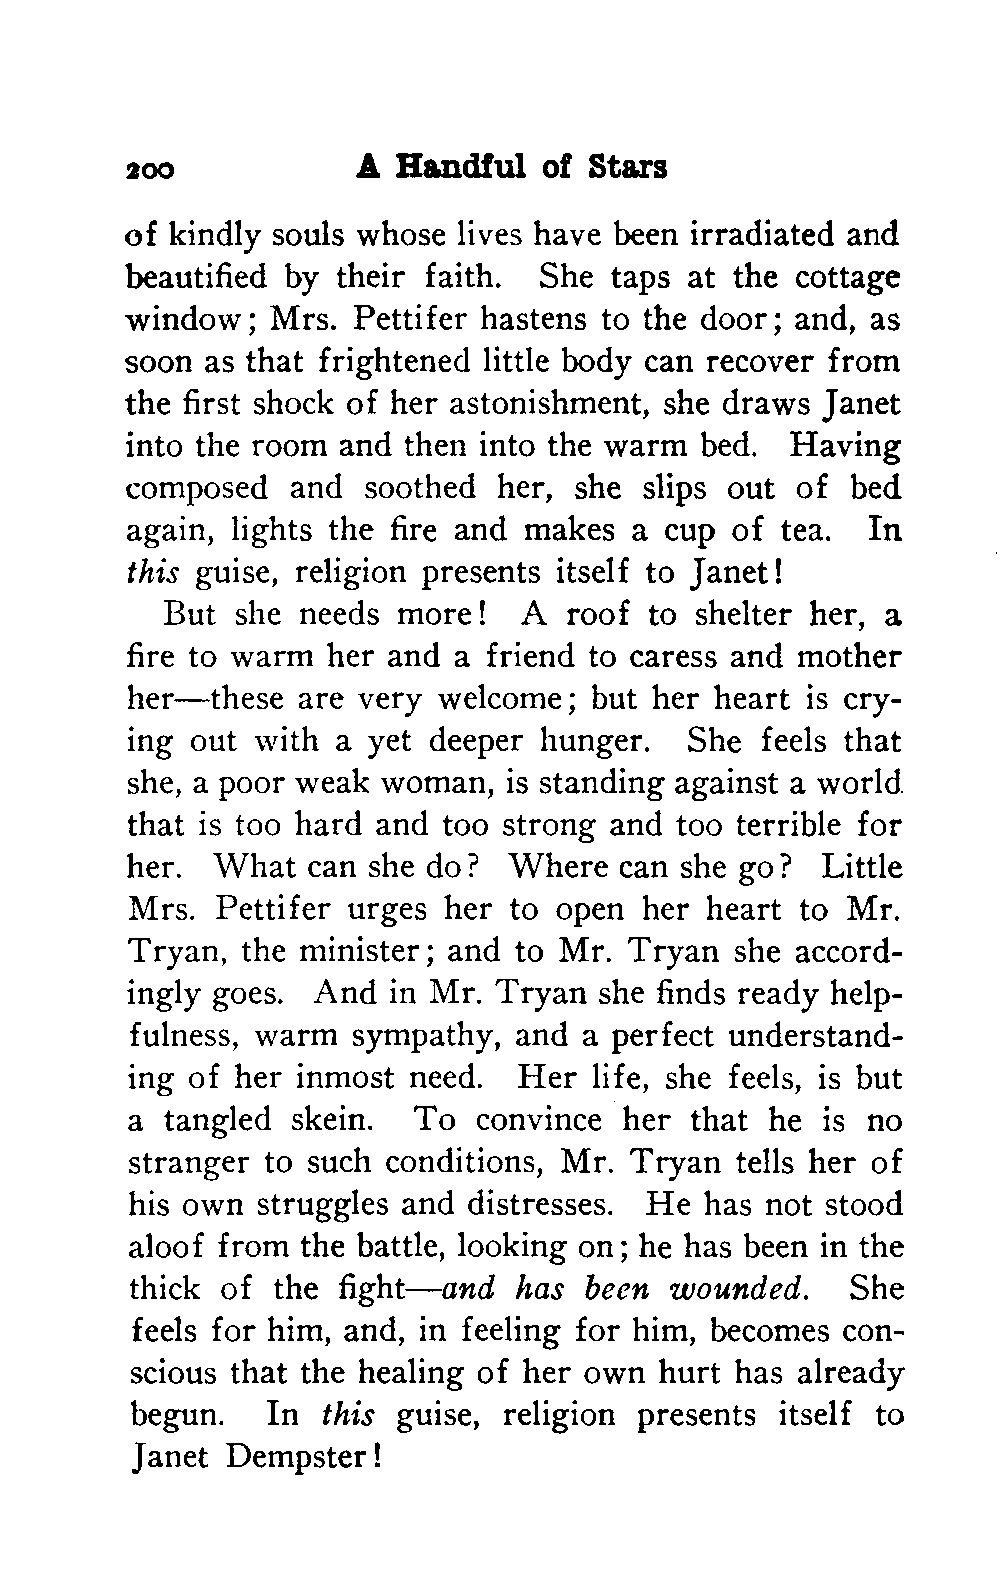 200 A Handful of Stars
of kindly souls whose lives have been irradiated and
beautified by their faith. She taps at the cottage
window; Mrs. Pettifer hastens to the door; and, as
soon as that frightened little body can recover from
the first shock of her astonishment, she draws Janet
into the room and then into the warm bed. Having
composed and soothed her, she slips out of bed
again, lights the fire and makes a cup of tea. In
this guise, religion presents itself to Janet!
But she needs more! A roof to shelter her, a
fire to warm her and a friend to caress and mother
her—these are very welcome; but her heart is cry-
ing out with a yet deeper hunger. She feels that
she, a poor weak woman, is standing against a world
that is too hard and too strong and too terrible for
her. What can she do? Where can she go? Little
Mrs. Pettifer urges her to open her heart to Mr.
Tryan, the minister; and to Mr. Tryan she accord-
ingly goes. And in Mr. Tryan she finds ready help-
fulness, warm sympathy, and a perfect understand-
ing of her inmost need. Her life, she feels, is but
a tangled skein. To convince her that he is no
stranger to such conditions, Mr. Tryan tells her of
his own struggles and distresses. He has not stood
aloof from the battle, looking on; he has been in the
thick of the fight—and has been wounded. She
feels for him, and, in feeling for him, becomes con-
scious that the healing of her own hurt has already
begun. In this guise, religion presents itself to
Janet Dempster!